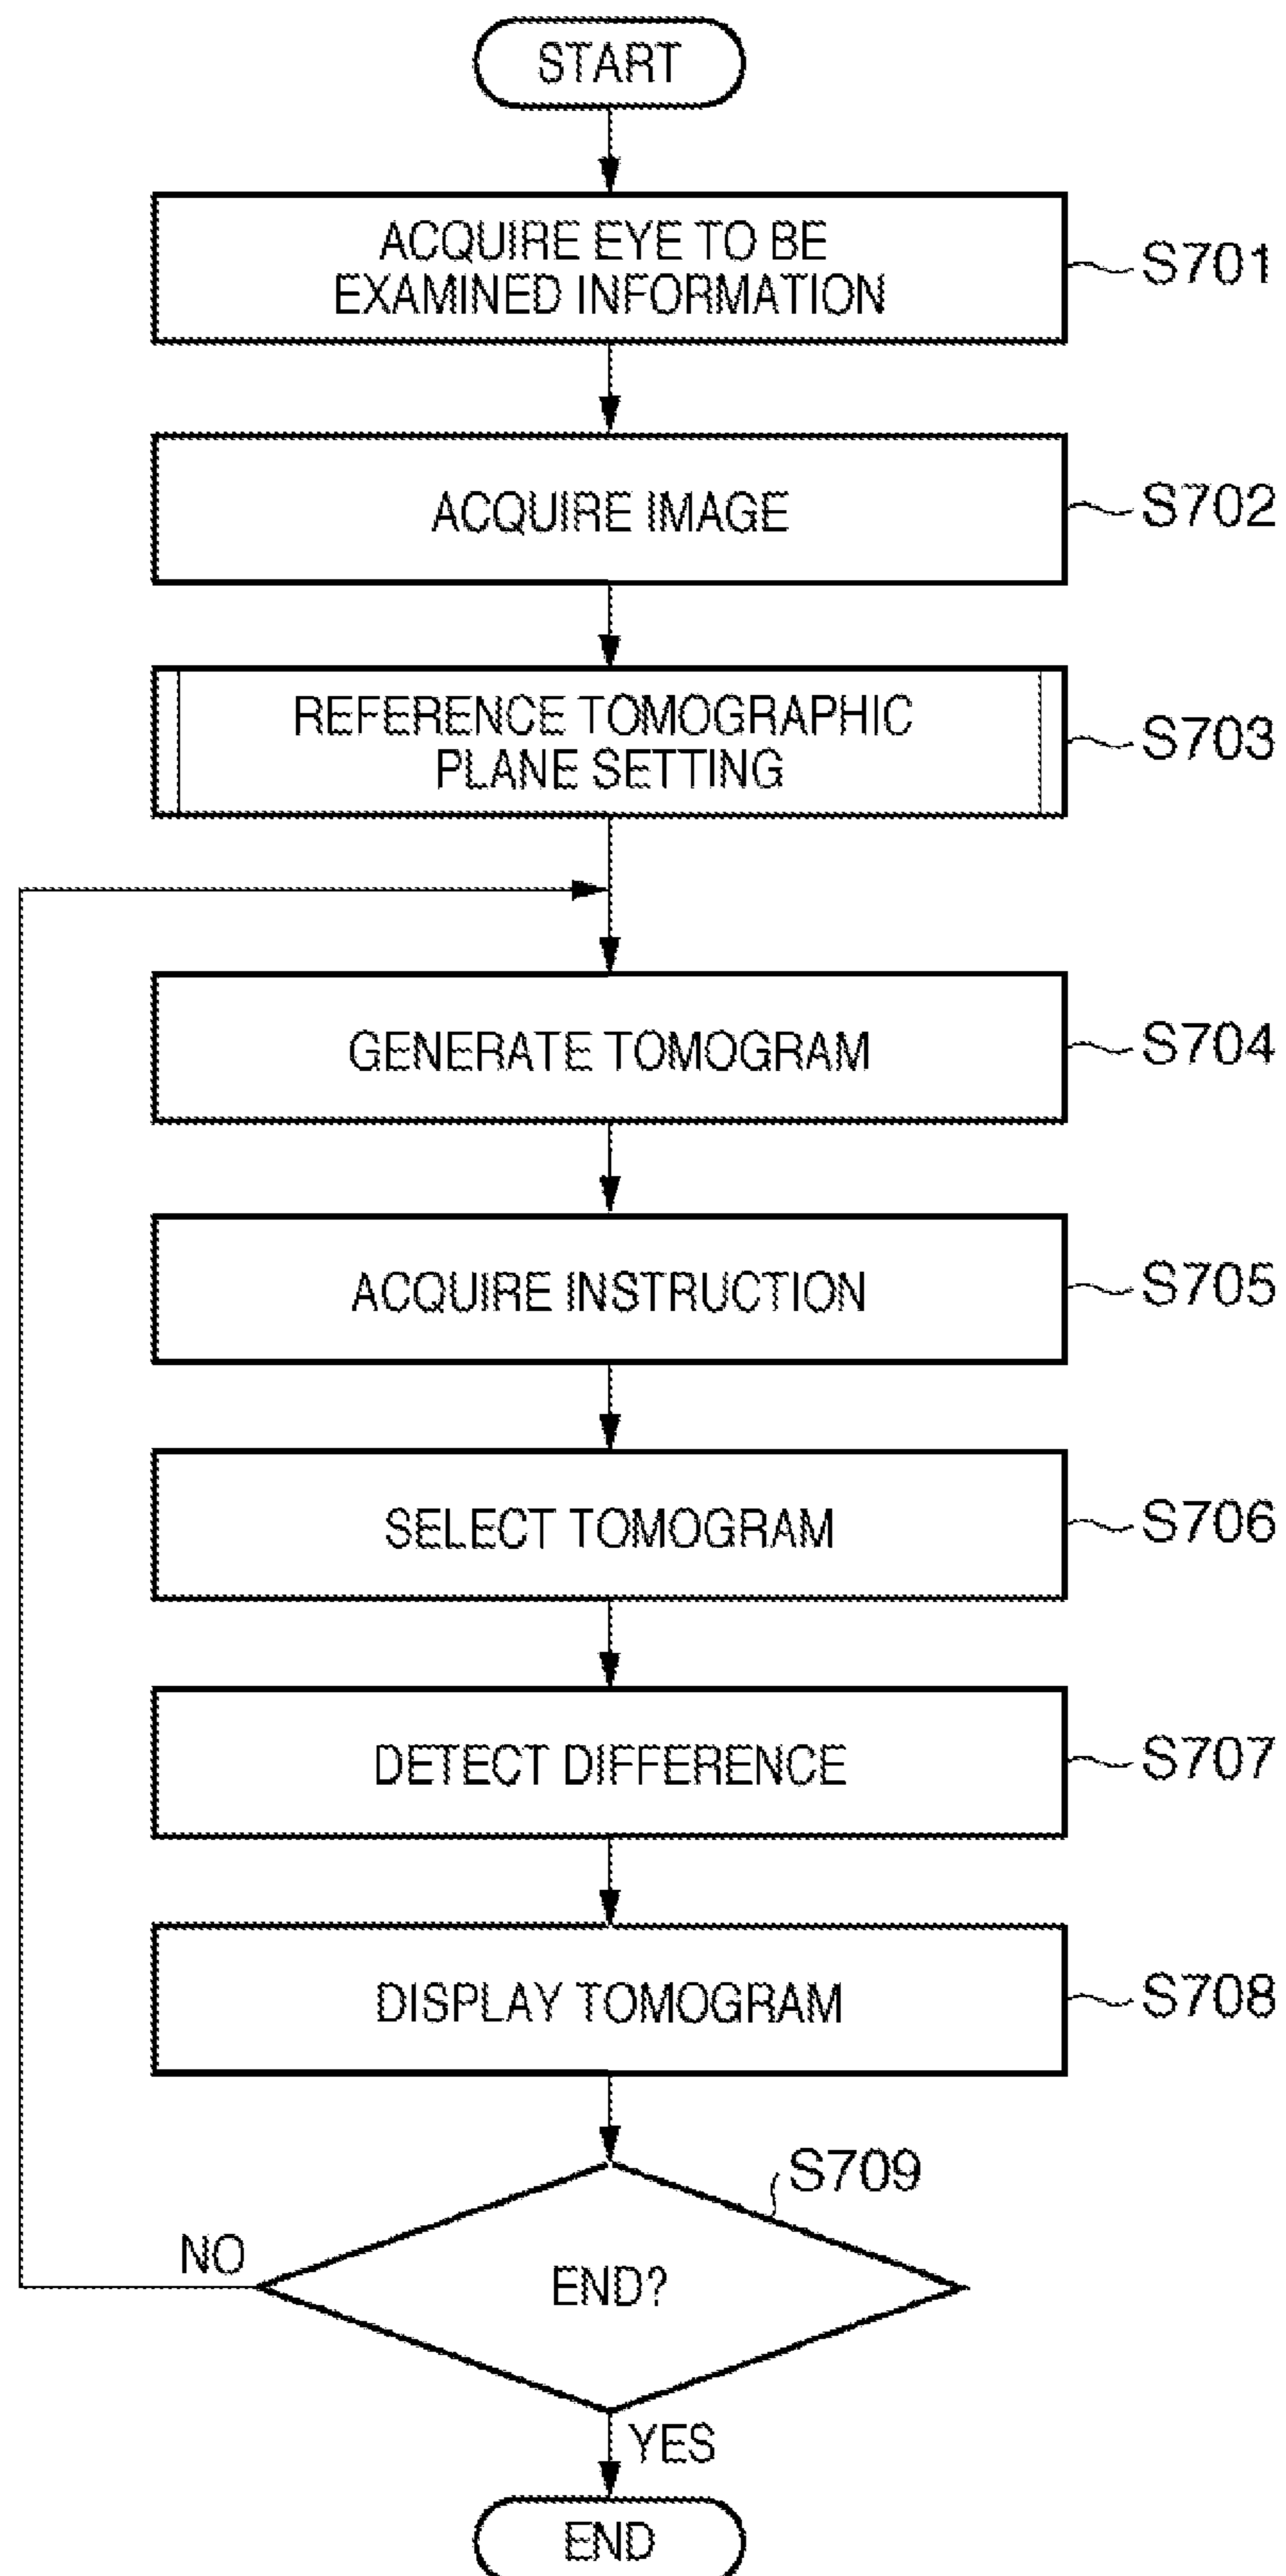 START
ACQUIRE EYE TO BE
EXAMINED INFORMATION
S701
ACQUIRE IMAGE
S702
REFERENCE TOMOGRAPHIC
PLANE SETTING
S703
GENERATE TOMOGRAM
S704
ACQUIRE INSTRUCTION
S705
SELECT TOMOGRAM
S706
DETECT DIFFERENCE
S707
DISPLAY TOMOGRAM
S708
S709
NO
END?
YES
END